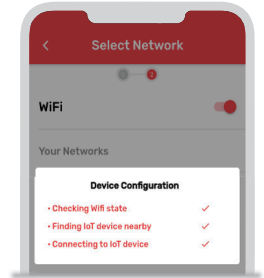 Select Network
WiFi
Your Networks
Device Configuration
• Checking Wifi state
• Finding IoT device nearby
• Connecting to IoT device